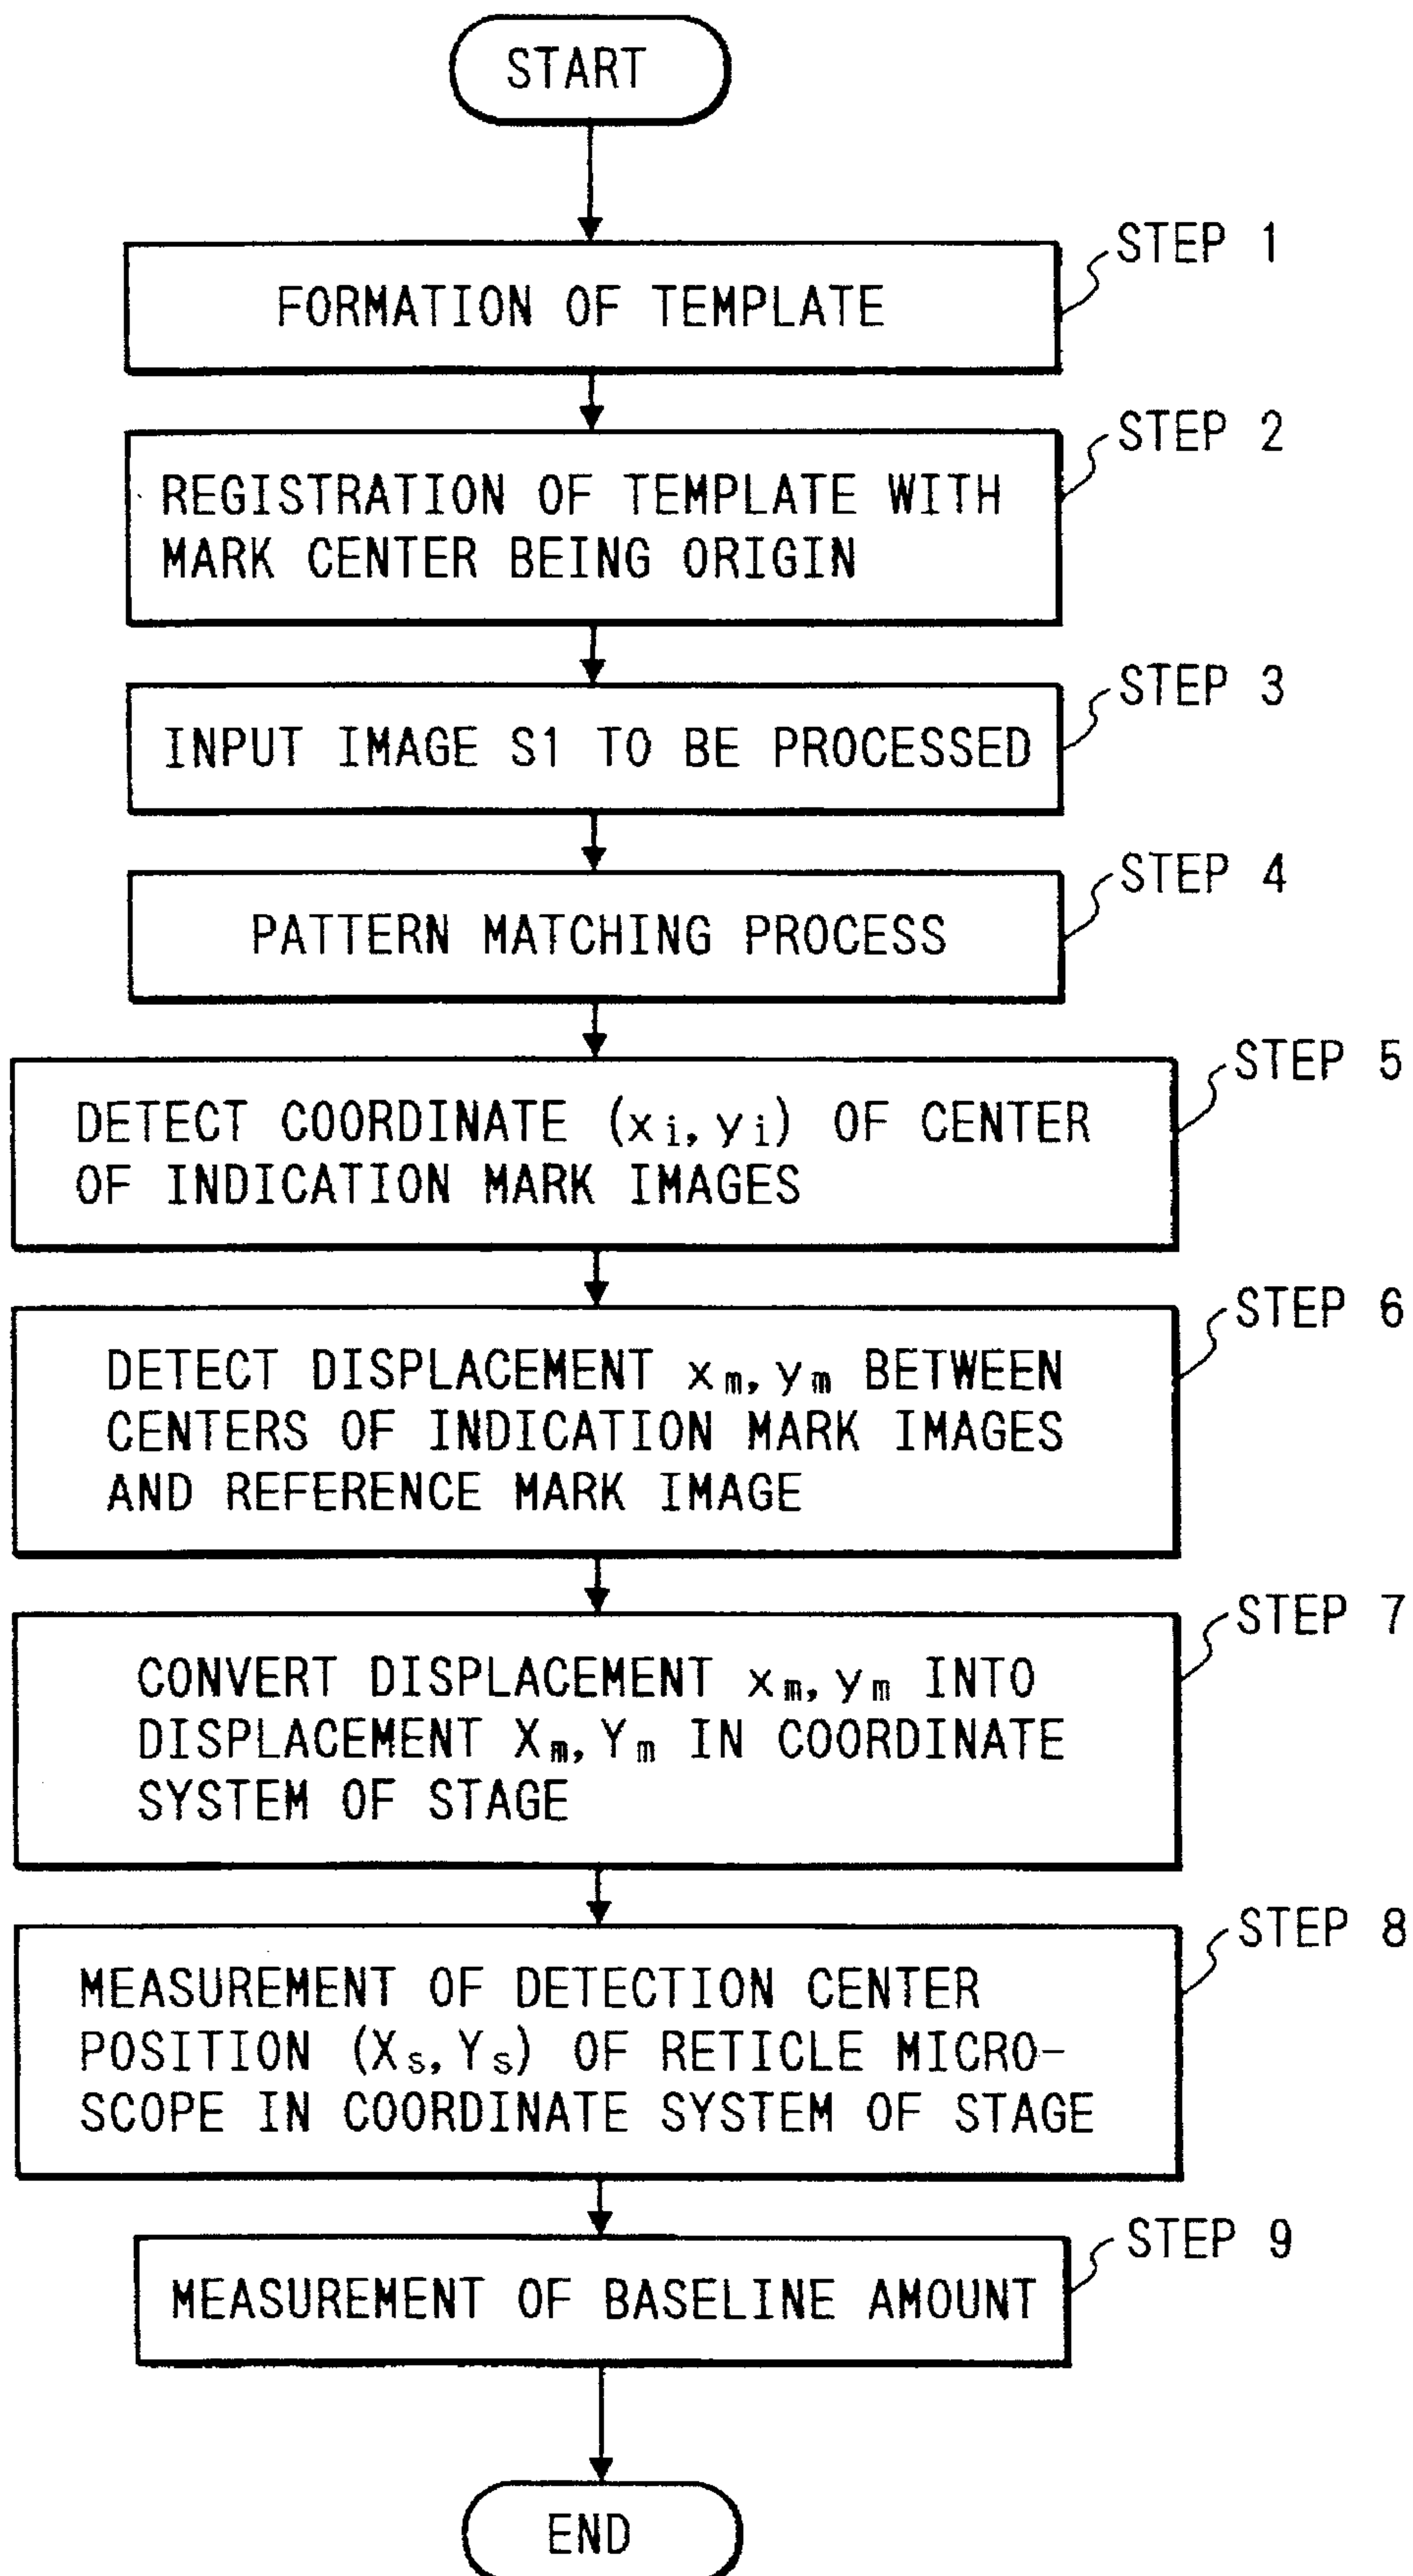 START
STEP 1
FORMATION OF TEMPLATE
STEP 2
REGISTRATION OF TEMPLATE WITH
MARK CENTER BEING ORIGIN
STEP 3
INPUT IMAGE S1 TO BE PROCESSED
STEP 4
PATTERN MATCHING PROCESS
STEP 5
DETECT COORDINATE (xi, yi) OF CENTER
OF INDICATION MARK IMAGES
STEP 6
DETECT DISPLACEMENT xm, ym BETWEEN
CENTERS OF INDICATION MARK IMAGES
AND REFERENCE MARK IMAGE
STEP 7
CONVERT DISPLACEMENT xm, ym INTO
DISPLACEMENT Xm, Ym IN COORDINATE
SYSTEM OF STAGE
STEP 8
MEASUREMENT OF DETECTION CENTER
POSITION (Xs, Ys) OF RETICLE MICRO-
SCOPE IN COORDINATE SYSTEM OF STAGE
STEP 9
MEASUREMENT OF BASELINE AMOUNT
END